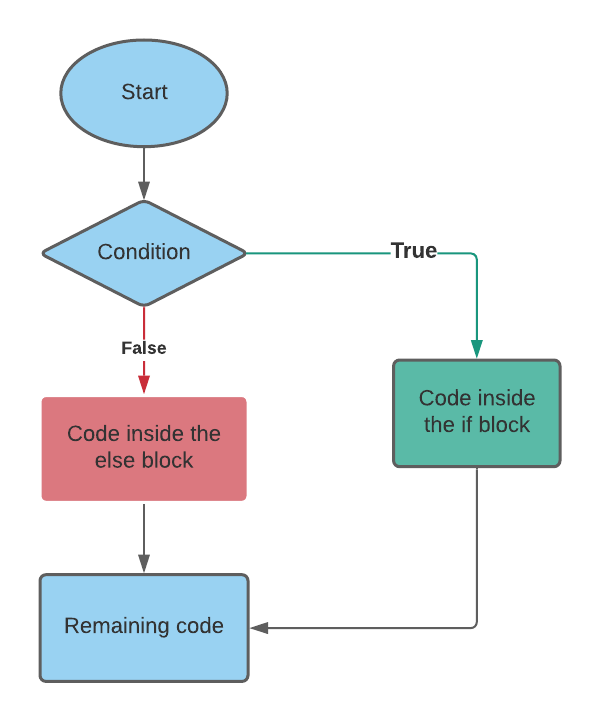 Start
Condition
True
False
Code inside
the if block
Code inside the
else block
Remaining code